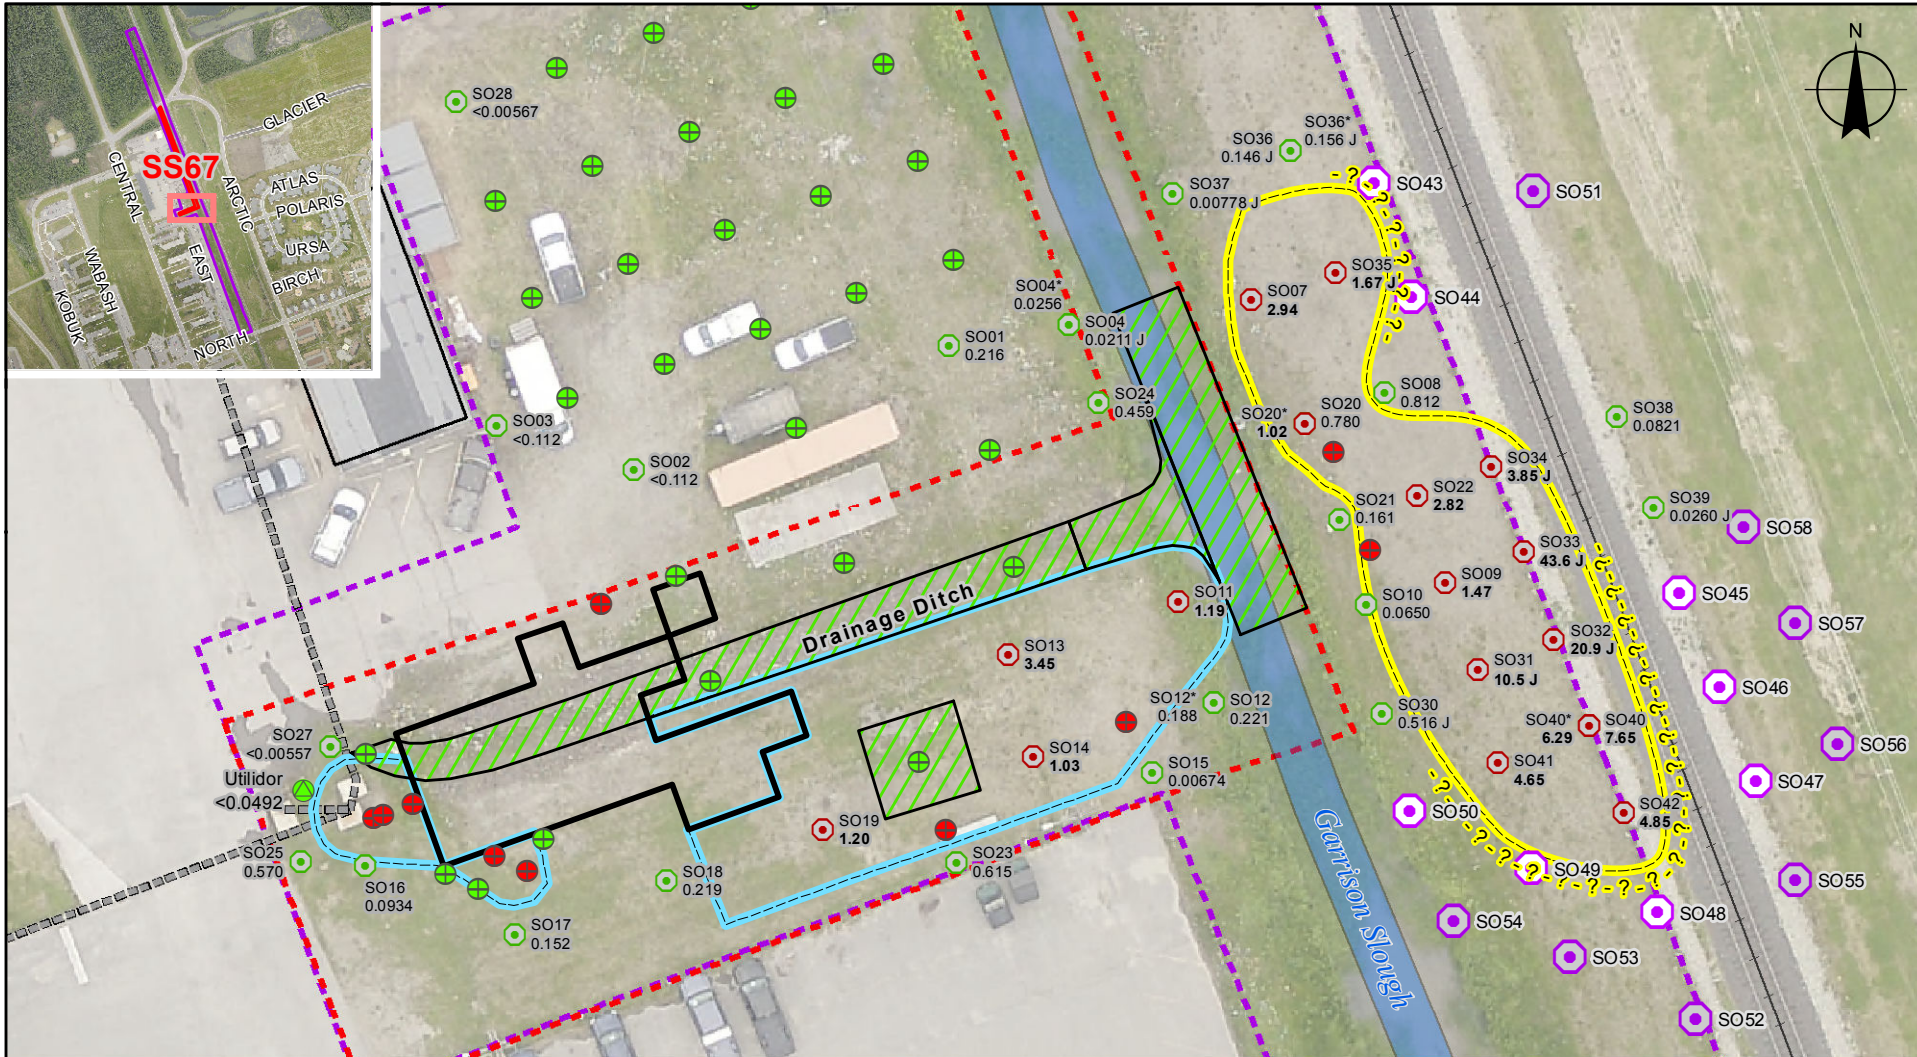 GLACIER
CENTRAL
SS67
ARCTIC
ATLAS
POLARIS
URSA
BIRCH
EAST
WABASH
KOBUK
NORTH
N
SO28
<0.00567
SO36*
0.156 J
SO36
0.146 J
SO37
0.00778 J
- ? - ? - ? - ? - ? - ? -
SO43
SO51
SO35
1.67 J
SO07
2.94
SO44
SO04*
0.0256
SO04
0.0211 J
SO01
0.216
SO24
0.459
SO08
0.812
SO20*
1.02
SO20
0.780
SO38
0.0821
SO03
<0.112
SO02
<0.112
SO34
3.85 J
SO22
2.82
SO21
0.161
SO39
0.0260 J
SO58
SO33
43.6 J
SO09
1.47
SO45
SO10
0.0650
SO11
1.19
Drainage Ditch
SO57
SO32
20.9 J
SO13
3.45
SO31
10.5 J
SO46
SO12*
0.188
SO12
0.221
SO30
0.516 J
SO40*
6.29
SO40
7.65
SO56
SO27
<0.00557
SO14
1.03
SO15
0.00674
SO41
4.65
SO47
Utilidor
<0.0492
SO50
SO42
4.85
SO19
1.20
SO25
0.570
SO16
0.0934
SO18
0.219
SO23
0.615
SO49
SO55
SO48
SO54
SO17
0.152
SO53
SO52
Garrison Slough